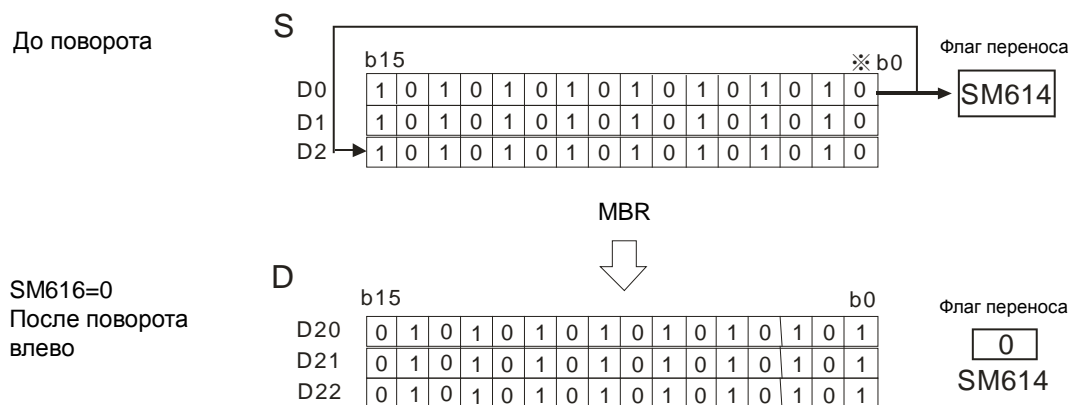 До поворота
S
Флаг переноса
b15 ※ b0
D0 1 0 1 0 1 0 1 0 1 0 1 0 1 0 1 0 SM614
D1 1 0 1 0 1 0 1 0 1 0 1 0 1 0 1 0
D2 1 0 1 0 1 0 1 0 1 0 1 0 1 0 1 0
MBR
SM616=0
После поворота
влево
D
b15 b0
Флаг переноса
D20 0 1 0 1 0 1 0 1 0 1 0 1 0 1 0 1
D21 0 1 0 1 0 1 0 1 0 1 0 1 0 1 0 1
D22 0 1 0 1 0 1 0 1 0 1 0 1 0 1 0 1
0
SM614